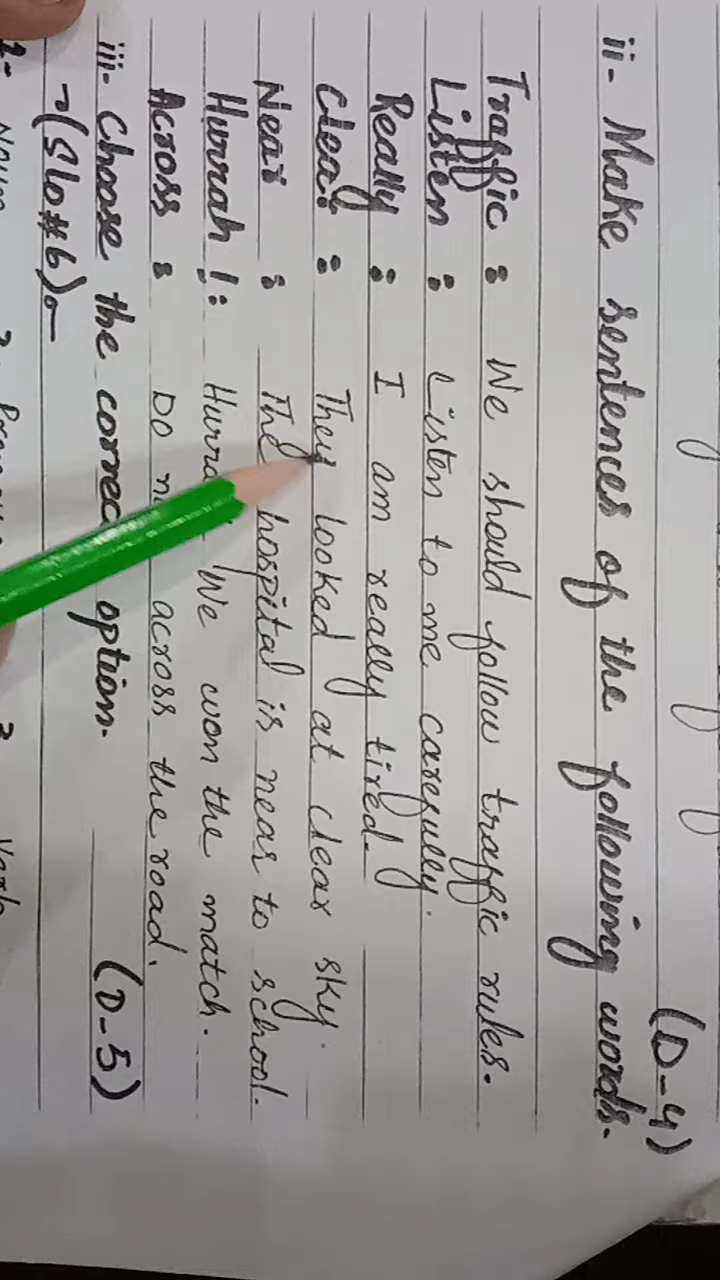 (D-4)
ii- Make sentences of the following words.
Traffic : We should follow traffic rules.
Listen : Listen to me carefully.
Really : I am really tired.
Clear : They looked at clear sky.
Near : The hospital is near to school.
Hurrah ! : We won the match.
Across : Do across the road.
iii- Choose the correct option. (D-5)
(Slo#6)
Noun